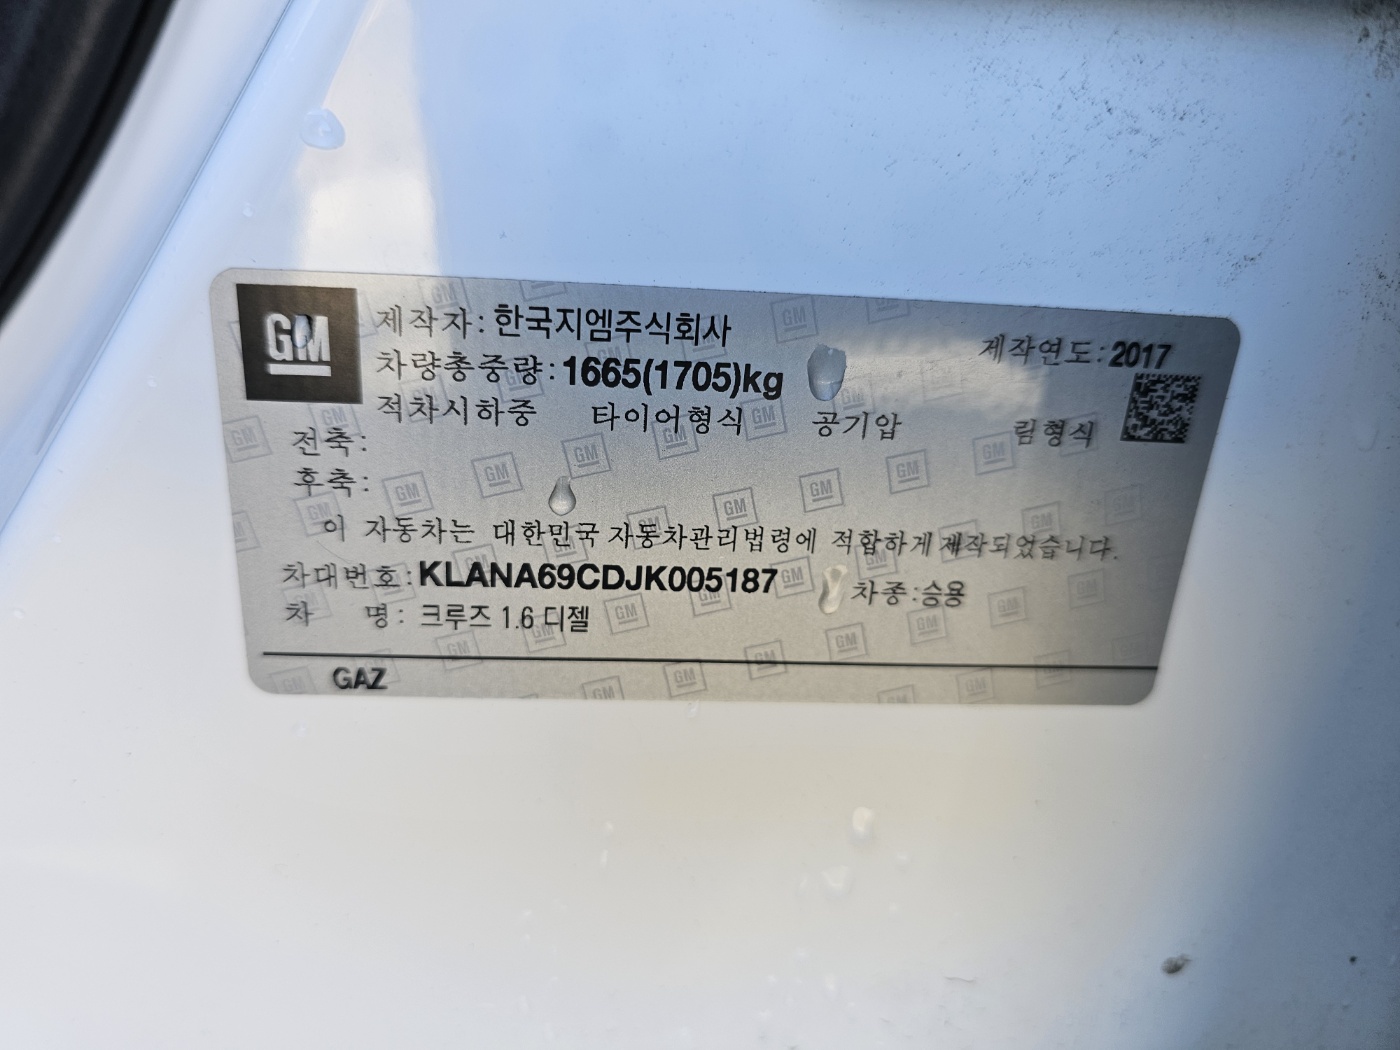 GM
제작자: 한국지엠주식회사
제작연도: 2017
차량총중량: 1665(1705)kg
적차시하중 타이어형식 공기압 림형식
전축:
후축:
이 자동차는 대한민국 자동차관리법령에 적합하게 제작되었습니다.
차대번호: KLANA69CDJK005187 차종:승용
차 명: 크루즈 1.6 디젤
GAZ